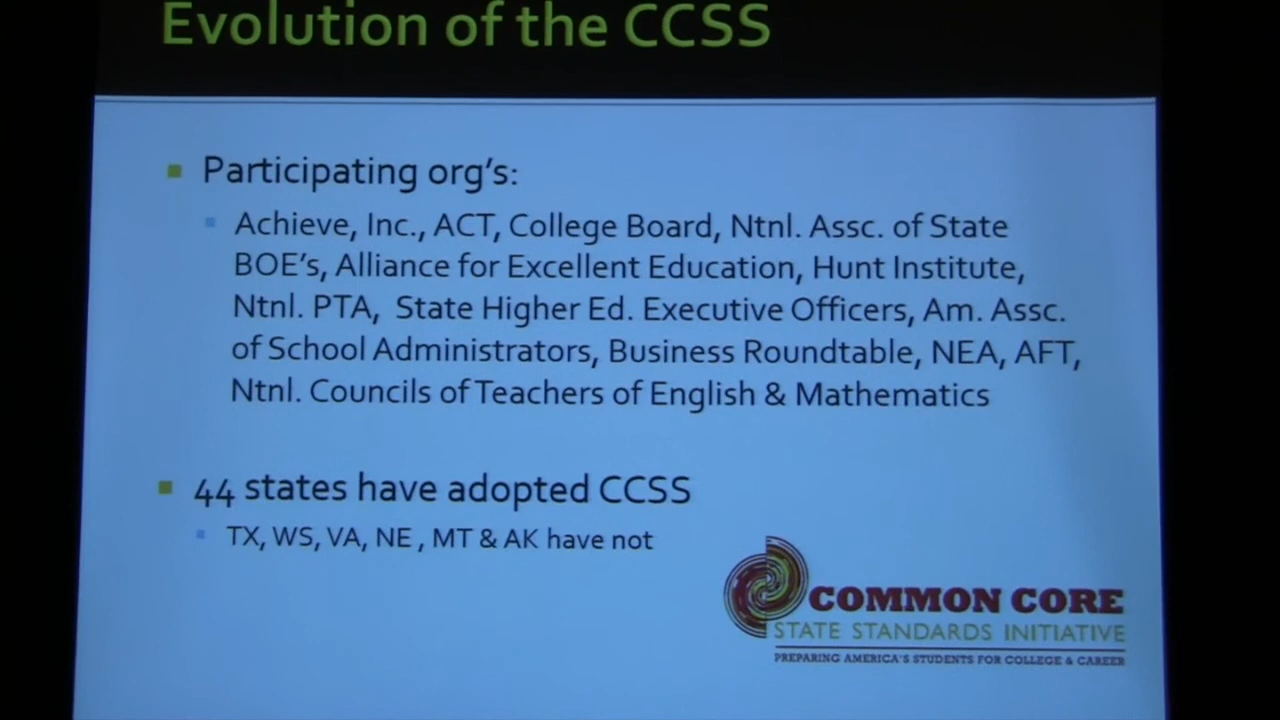 Evolution of the CCSS
Participating org's:
Achieve, Inc., ACT, College Board, Ntnl. Assc. of State
BOE's, Alliance for Excellent Education, Hunt Institute,
Ntnl. PTA, State Higher Ed. Executive Officers, Am. Assc.
of School Administrators, Business Roundtable, NEA, AFT,
Ntnl. Councils of Teachers of English & Mathematics
44 states have adopted CCSS
TX, WS, VA, NE , MT & AK have not
COMMON CORE
STATE STANDARDS INITIATIVE
PREPARING AMERICA'S STUDENTS FOR COLLEGE & CAREER